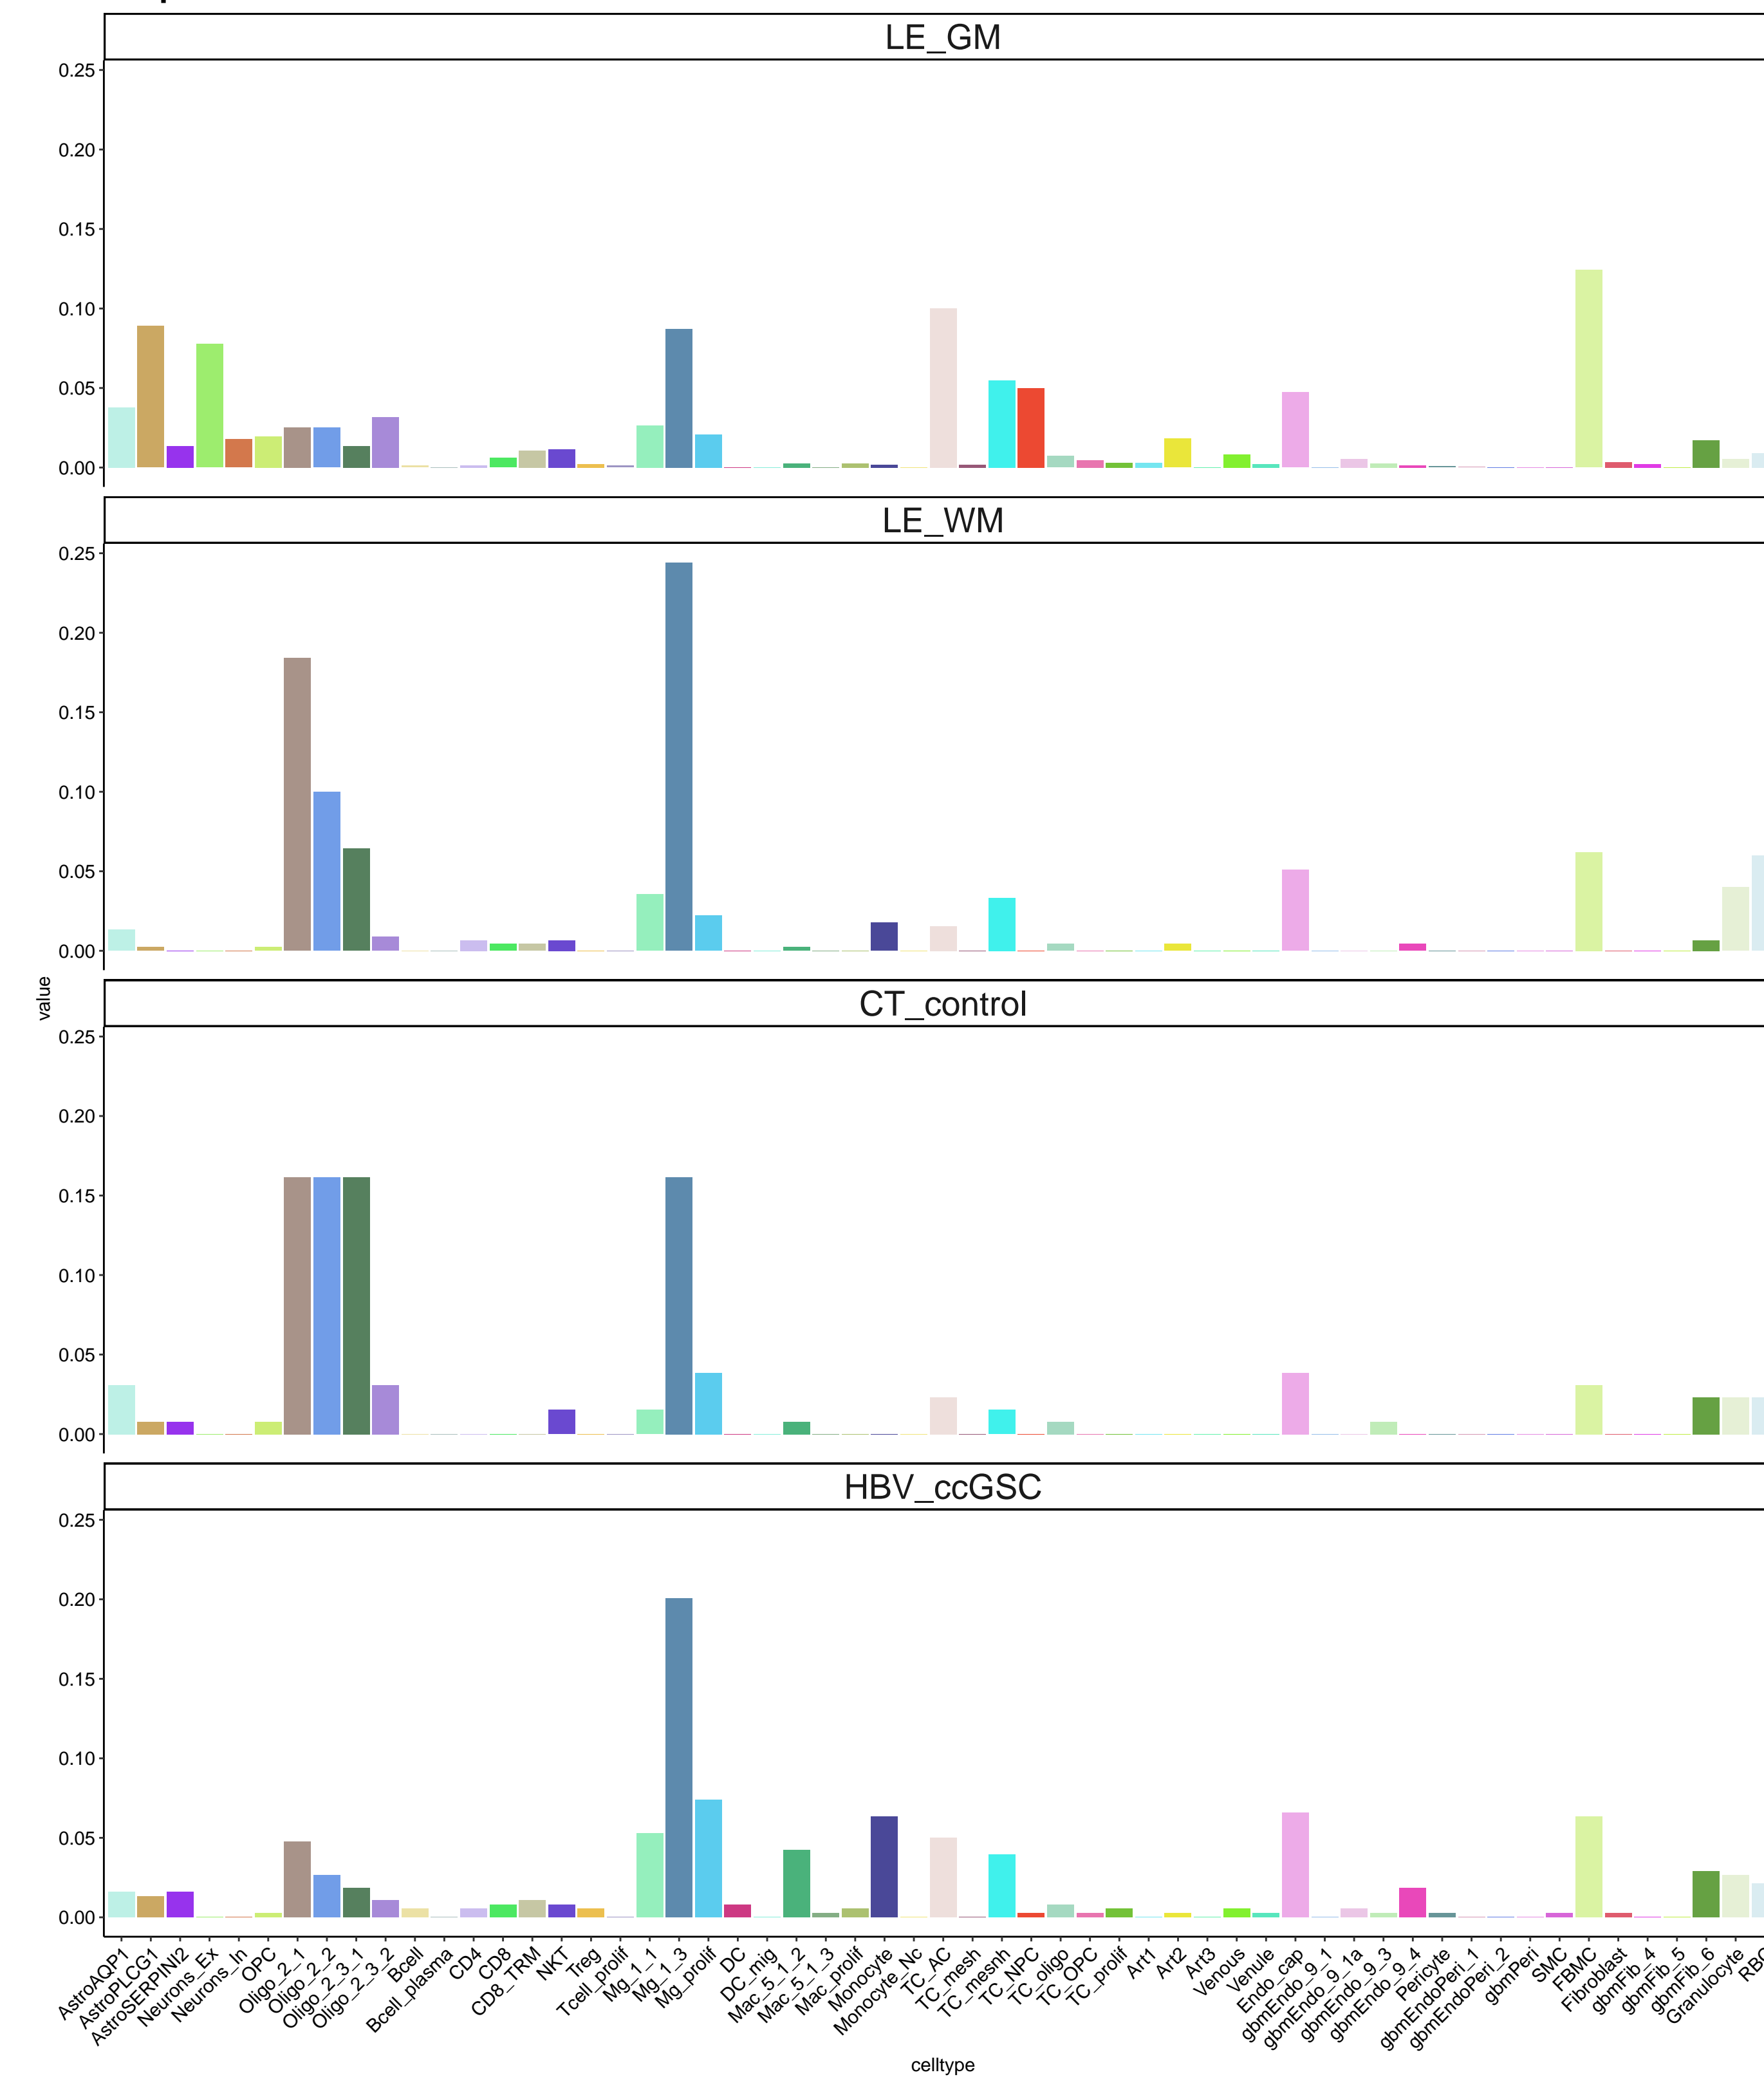 LE_GM
0.25
0.20
0.15
0.10
0.05
0.00
LE_WM
0.25
0.20
0.15
0.10
0.05
0.00
value
CT_control
0.25
0.20
0.15
0.10
0.05
0.00
HBV_ccGSC
0.25
0.20
0.15
0.10
0.05
0.00
AstroAQP1
AstroPLCG1
AstroSERPINI2
Neurons_Ex
Neurons_In
OPC
Oligo_2_1
Oligo_2_2
Oligo_2_3_1
Oligo_2_3_2
Bcell
Bcell_plasma
CD4
CD8
CD8_TRM
NKT
Treg
Tcell_prolif
Mg_1_1
Mg_1_3
Mg_prolif
DC
DC_mig
Mac_5_1_2
Mac_5_1_3
Mac_prolif
Monocyte
Monocyte_Nc
TC_AC
TC_mesh
TC_mesnh
TC_NPC
TC_oligo
TC_OPC
TC_prolif
Art1
Art2
Art3
Venous
Venule
Endo_cap
gbmEndo_9_1
gbmEndo_9_1a
gbmEndo_9_3
gbmEndo_9_4
Pericyte
gbmEndoPeri_1
gbmEndoPeri_2
gbmPeri
SMC
FBMC
Fibroblast
gbmFib_4
gbmFib_5
gbmFib_6
Granulocyte
celltype